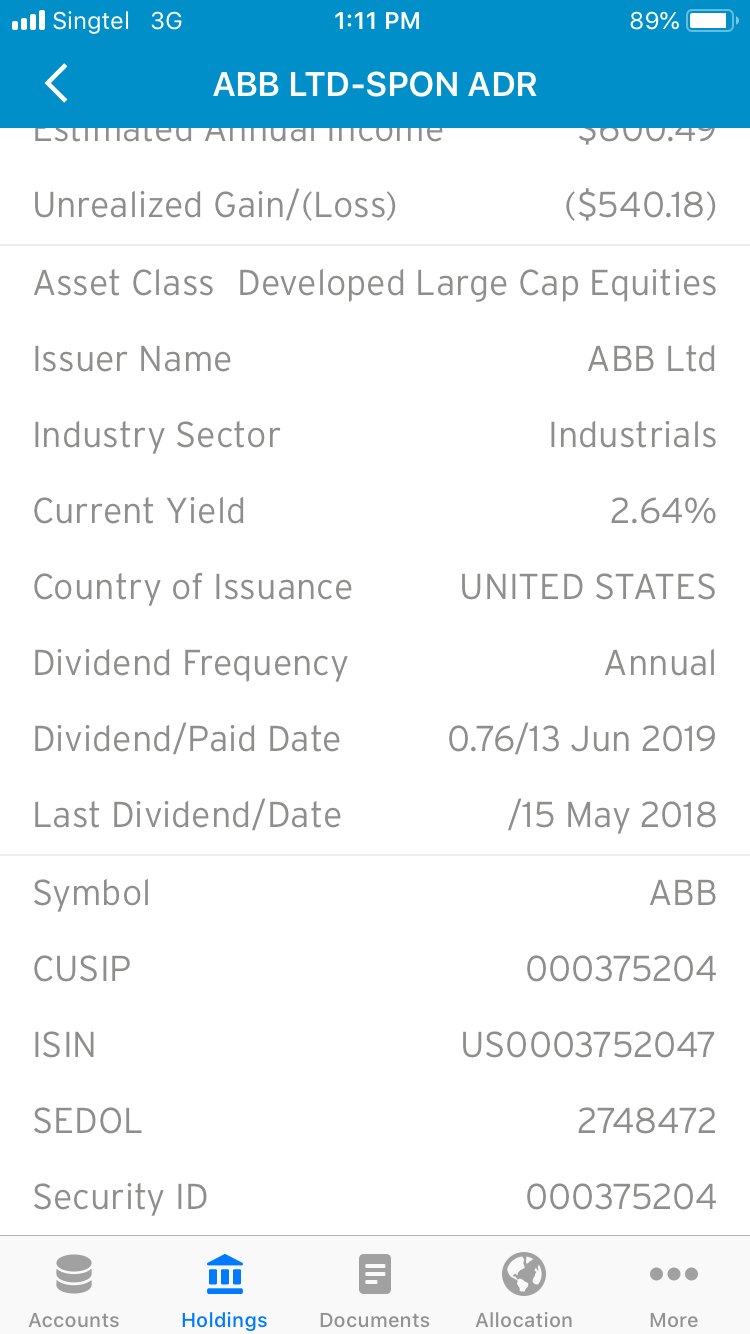 Singtel 3G 1:11 PM 89%
ABB LTD-SPON ADR
Estimated Annual Income $600.49
Unrealized Gain/(Loss) ($540.18)
Asset Class Developed Large Cap Equities
Issuer Name ABB Ltd
Industry Sector Industrials
Current Yield 2.64%
Country of Issuance UNITED STATES
Dividend Frequency Annual
Dividend/Paid Date 0.76/13 Jun 2019
Last Dividend/Date /15 May 2018
Symbol ABB
CUSIP 000375204
ISIN US0003752047
SEDOL 2748472
Security ID 000375204
Accounts Holdings Documents Allocation More